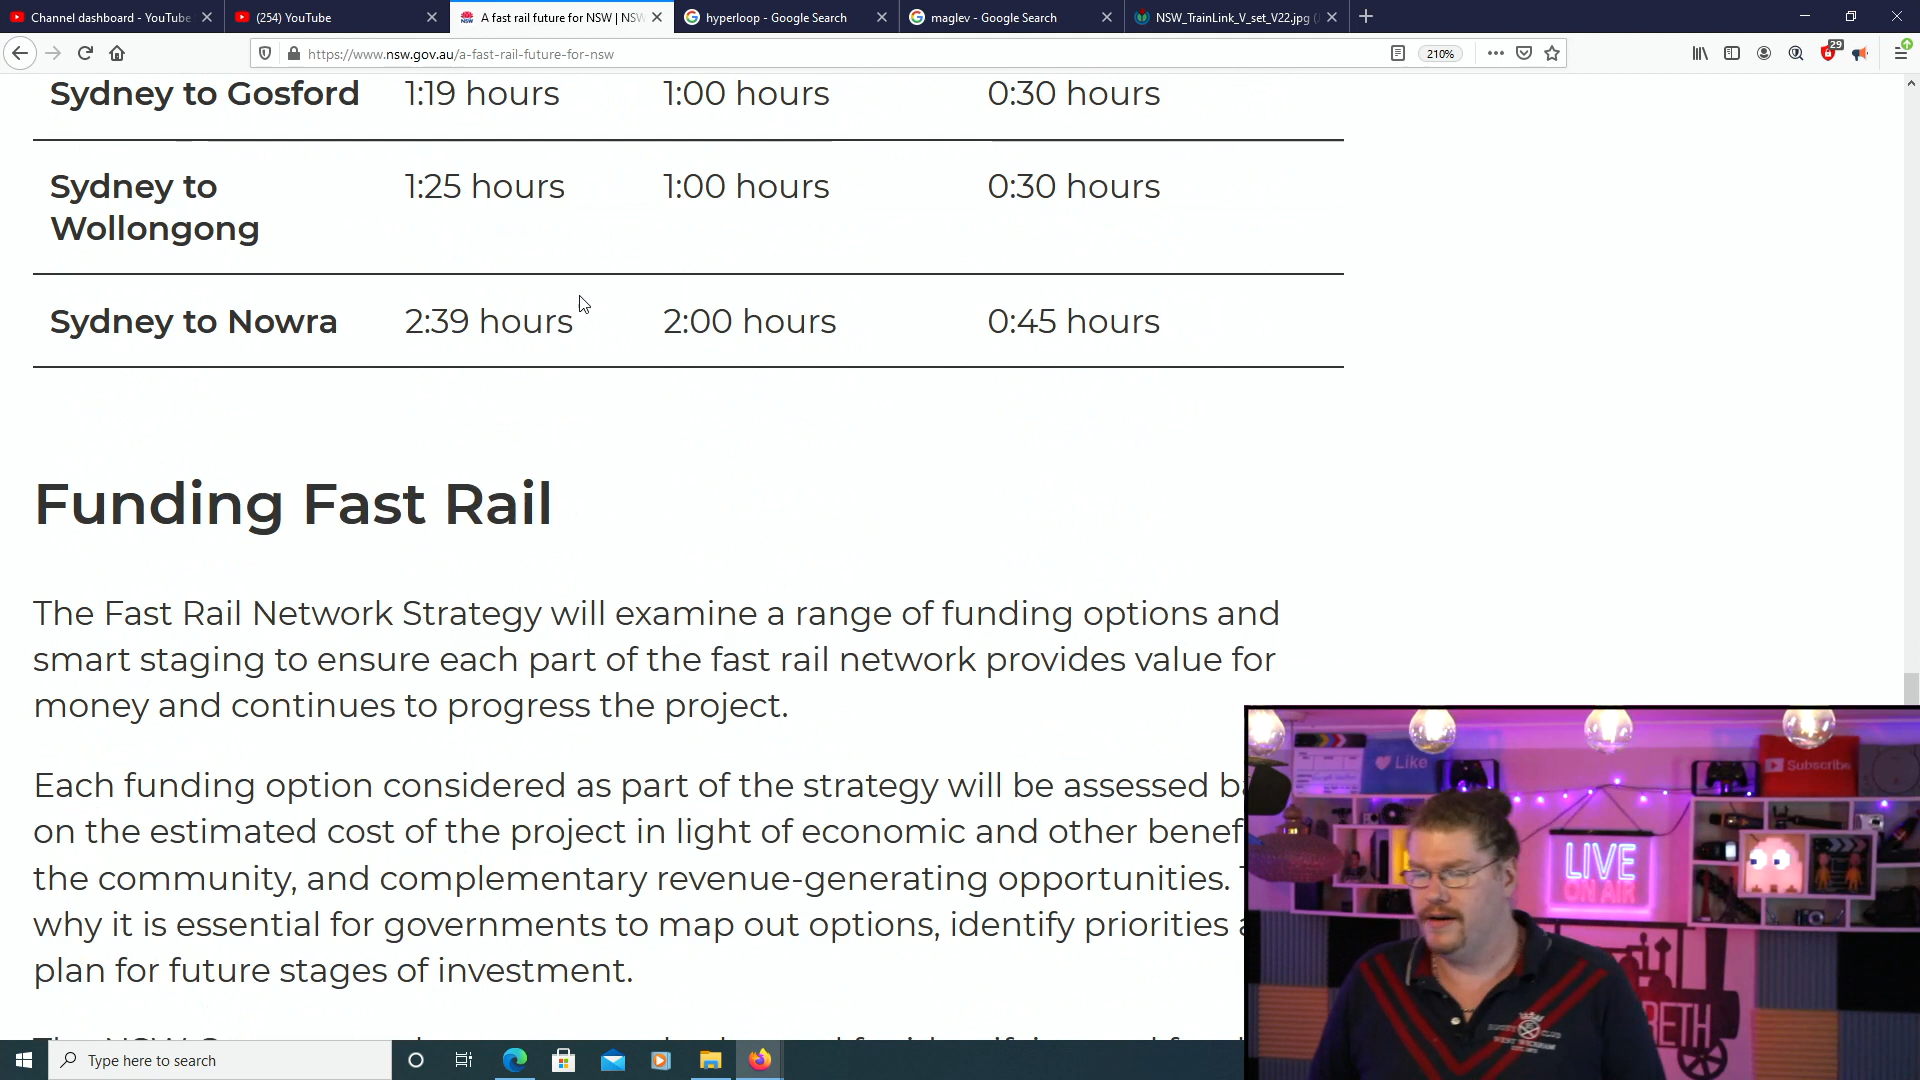 Channel dashboard - YouTube
(254) YouTube
A fast rail future for NSW | NSW
hyperloop - Google Search
maglev - Google Search
NSW_TrainLink_V_set_V22.jpg (
https://www.nsw.gov.au/a-fast-rail-future-for-nsw
210%
29
Sydney to Gosford 1:19 hours 1:00 hours 0:30 hours
Sydney to 1:25 hours 1:00 hours 0:30 hours
Wollongong
Sydney to Nowra 2:39 hours 2:00 hours 0:45 hours
Funding Fast Rail
The Fast Rail Network Strategy will examine a range of funding options and
smart staging to ensure each part of the fast rail network provides value for
money and continues to progress the project.
Each funding option considered as part of the strategy will be assessed
on the estimated cost of the project in light of economic and other
the community, and complementary revenue-generating opportunities.
why it is essential for governments to map out options, identify priorities
plan for future stages of investment.
Like
Subscribe
LIVE
ON AIR
RETH
Type here to search